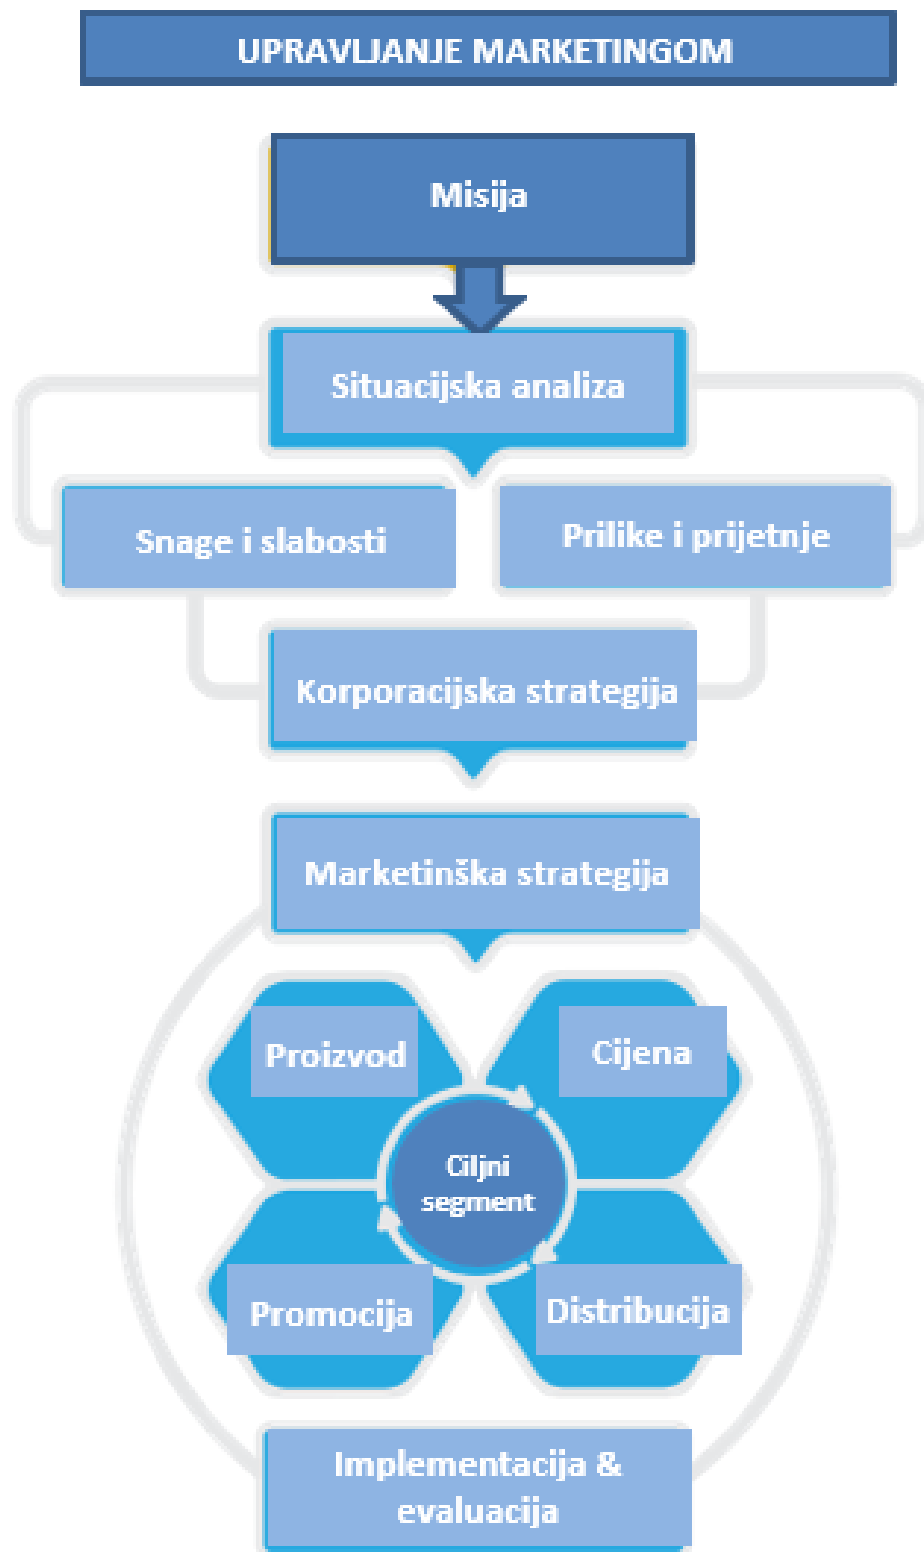 UPRAVLJANJE MARKETINGOM
Misija
Situacijska analiza
Snage i slabosti
Prilike i prijetnje
Korporacijska strategija
Marketinška strategija
Proizvod
Cijena
Ciljni
segment
Promocija
Distribucija
Implementacija &
evaluacija